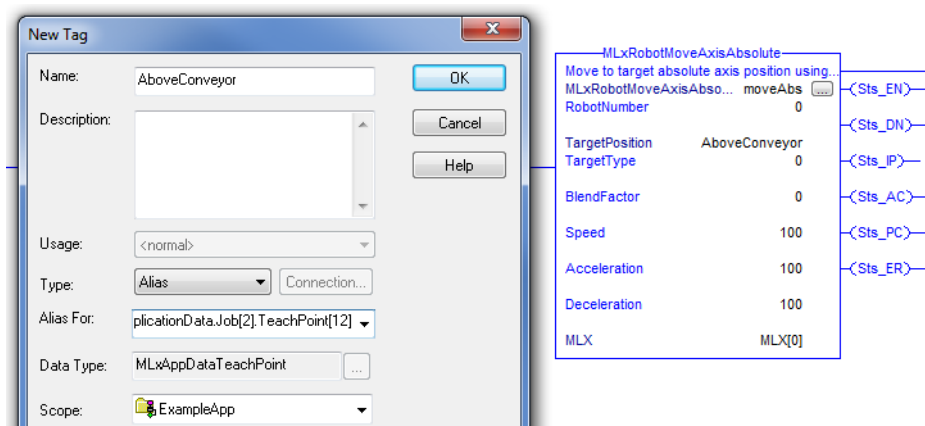 New Tag
X
Name:
AboveConveyor
OK
Description:
Cancel
Help
Usage:
<normal>
Type:
Alias
Connection...
Alias For:
plicationData.Job[2].TeachPoint[12]
Data Type:
MLxAppDataTeachPoint
...
Scope:
ExampleApp
MLxRobotMoveAxisAbsolute
Move to target absolute axis position using...
MLxRobotMoveAxisAbso... moveAbs ...
RobotNumber 0
TargetPosition AboveConveyor
TargetType 0
BlendFactor 0
Speed 100
Acceleration 100
Deceleration 100
MLX MLX[0]
(Sts_EN)
(Sts_DN)
(Sts_IP)
(Sts_AC)
(Sts_PC)
(Sts_ER)